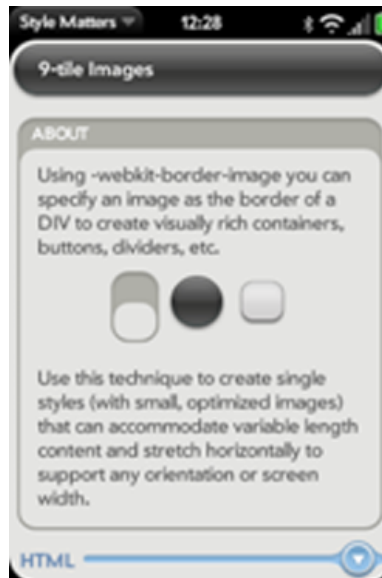 Style Matters 12:28
9-tile Images
ABOUT
Using -webkit-border-image you can
specify an image as the border of a
DIV to create visually rich containers,
buttons, dividers, etc.
Use this technique to create single
styles (with small, optimized images)
that can accommodate variable length
content and stretch horizontally to
support any orientation or screen
width.
HTML